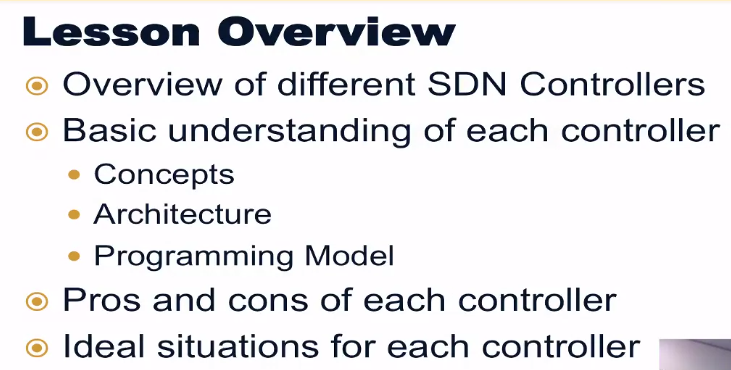 Lesson Overview
Overview of different SDN Controllers
Basic understanding of each controller
Concepts
Architecture
Programming Model
Pros and cons of each controller
Ideal situations for each controller